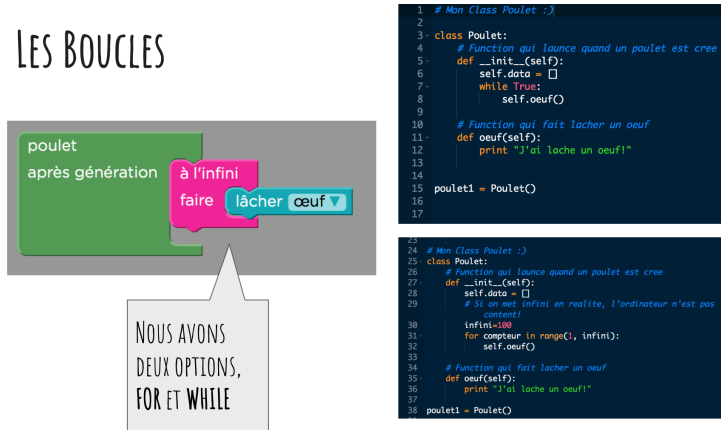 LES BOUCLES
poulet
après génération
à l'infini
faire
lâcher œuf
NOUS AVONS
DEUX OPTIONS,
FOR ET WHILE
1 # Mon Class Poulet :)
2
3 class Poulet:
4 # Function qui launce quand un poulet est cree
5 def __init__(self):
6 self.data = []
7 while True:
8 self.oeuf()
9
10 # Function qui fait lacher un oeuf
11 def oeuf(self):
12 print "J'ai lache un oeuf!"
13
14
15 poulet1 = Poulet()
16
17
23
24 # Mon Class Poulet :)
25 class Poulet:
26 # Function qui launce quand un poulet est cree
27 def __init__(self):
28 self.data = []
29 # Si on met infini en realite, l'ordinateur n'est pas
content!
30 infini=100
31 for compteur in range(1, infini):
32 self.oeuf()
33
34 # Function qui fait lacher un oeuf
35 def oeuf(self):
36 print "J'ai lache un oeuf!"
37
38 poulet1 = Poulet()